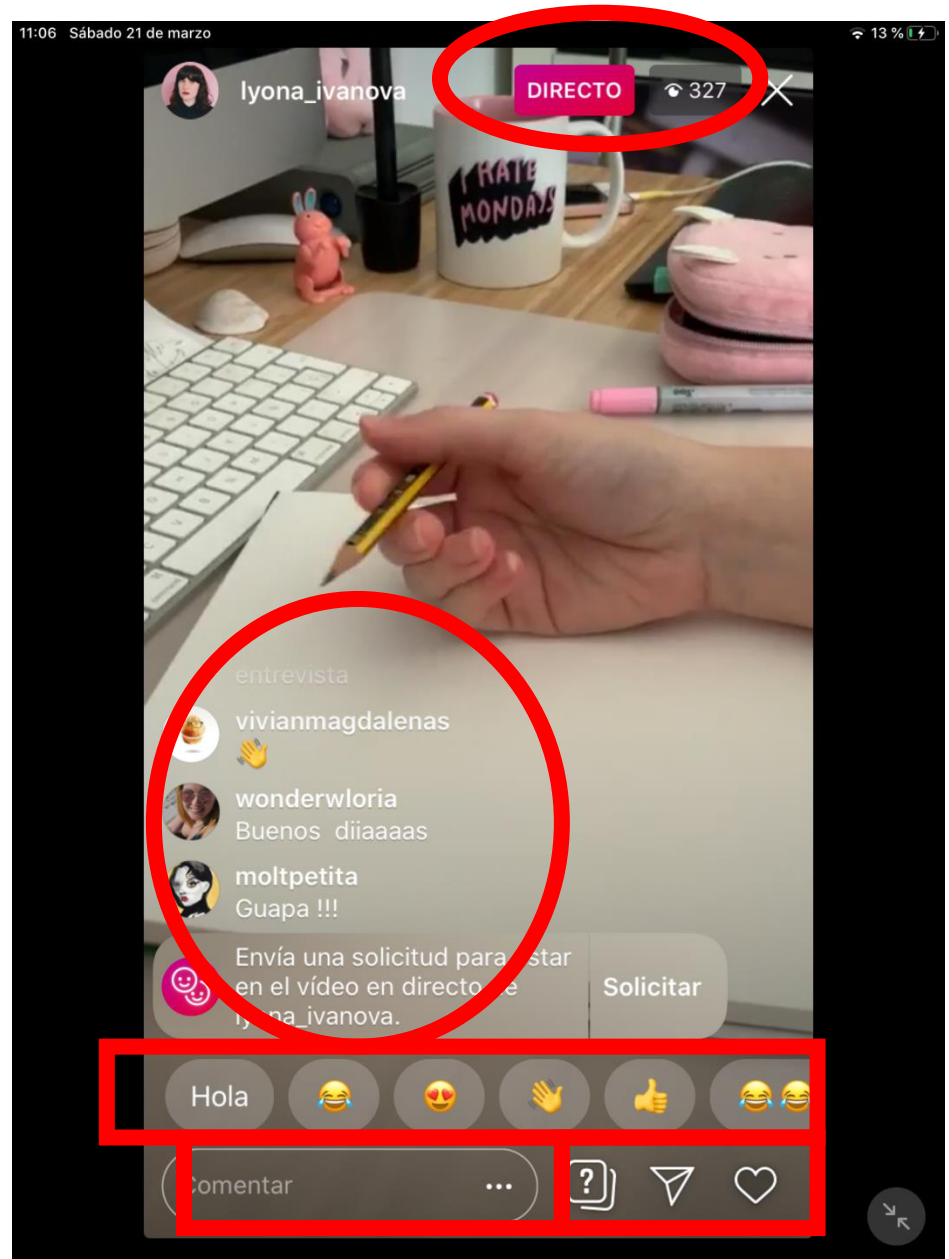 11:06 Sábado 21 de marzo
13 %
lyona_ivanova
DIRECTO
327
I HATE
MONDAYS
entrevista
vivianmagdalenas
👋
wonderwloria
Buenos diiaaaas
moltpetita
Guapa !!!
Envía una solicitud para estar
en el vídeo en directo de
lyona_ivanova.
Solicitar
Hola 😂 😍 👋 👍 😂😂
Comentar ...
?